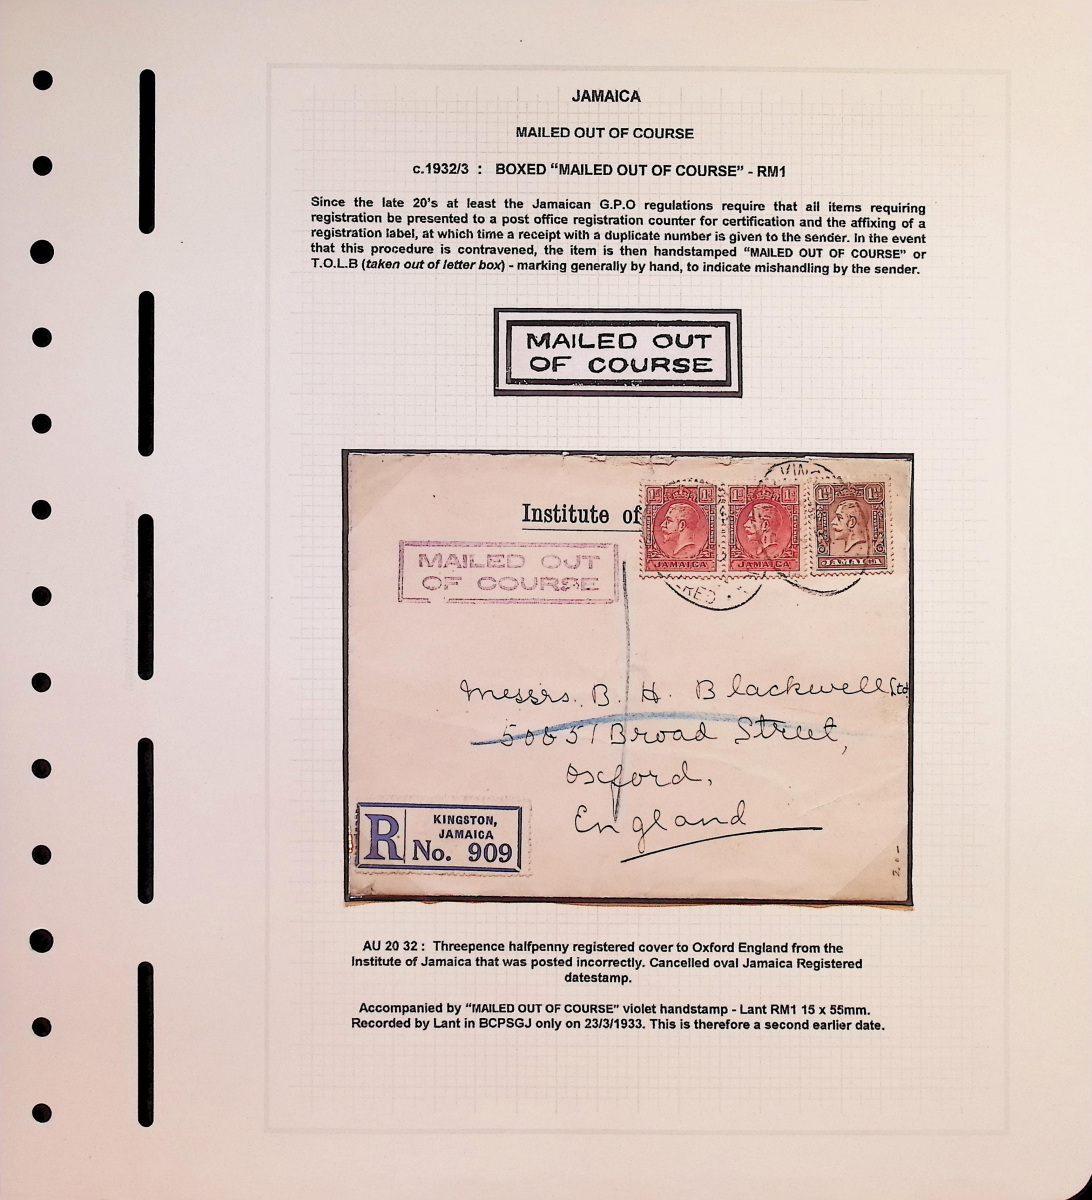 JAMAICA
MAILED OUT OF COURSE
c.1932/3 : BOXED “MAILED OUT OF COURSE” - RM1
Since the late 20's at least the Jamaican G.P.O regulations require that all items requiring
registration be presented to a post office registration counter for certification and the affixing of a
registration label, at which time a receipt with a duplicate number is given to the sender. In the event
that this procedure is contravened, the item is then handstamped “MAILED OUT OF COURSE” or
T.O.L.B (taken out of letter box) - marking generally by hand, to indicate mishandling by the sender.
MAILED OUT
OF COURSE
Institute of
1D 1D
JAMAICA
1D 1D
JAMAICA
JAMAICA
MAILED OUT
OF COURSE
Messrs. B. H. Blackwell Ltd
50 & 51 Broad Street,
Oxford,
England
R
KINGSTON,
JAMAICA
No. 909
AU 20 32 : Threepence halfpenny registered cover to Oxford England from the
Institute of Jamaica that was posted incorrectly. Cancelled oval Jamaica Registered
datestamp.
Accompanied by “MAILED OUT OF COURSE” violet handstamp - Lant RM1 15 x 55mm.
Recorded by Lant in BCPSGJ only on 23/3/1933. This is therefore a second earlier date.